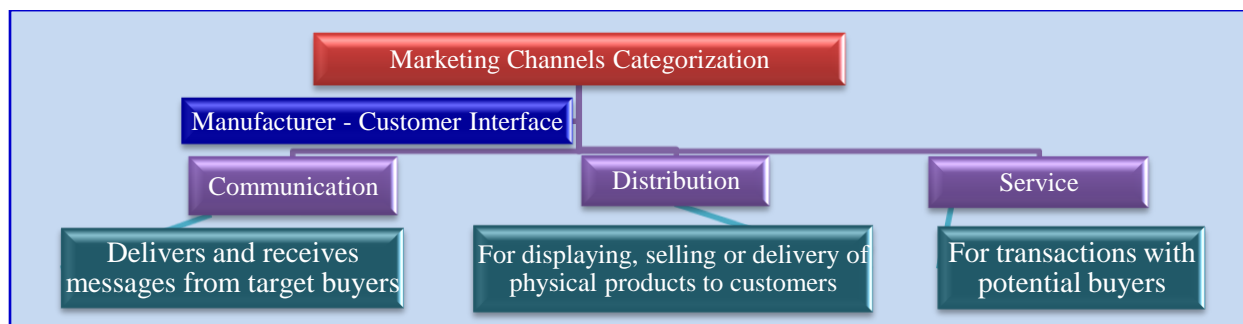 Marketing Channels Categorization
Manufacturer - Customer Interface
Communication
Distribution
Service
Delivers and receives
messages from target buyers
For displaying, selling or delivery of
physical products to customers
For transactions with
potential buyers